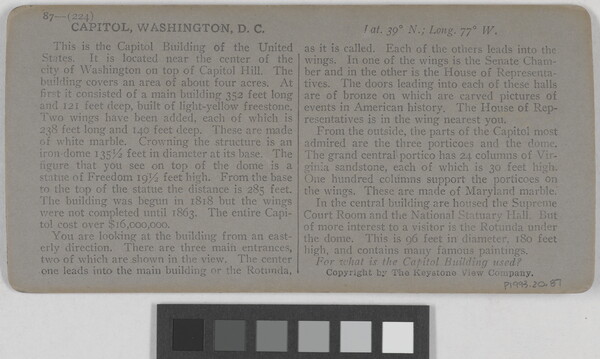 87—(224)
CAPITOL, WASHINGTON, D. C. Lat. 39° N.; Long. 77° W.
This is the Capitol Building of the United
States. It is located near the center of the
city of Washington on top of Capitol Hill. The
building covers an area of about four acres. At
first it consisted of a main building 352 feet long
and 121 feet deep, built of light-yellow freestone.
Two wings have been added, each of which is
238 feet long and 140 feet deep. These are made
of white marble. Crowning the structure is an
iron dome 135½ feet in diameter at its base. The
figure that you see on top of the dome is a
statue of Freedom 19½ feet high. From the base
to the top of the statue the distance is 285 feet.
The building was begun in 1818 but the wings
were not completed until 1863. The entire Capi-
tol cost over $16,000,000.
You are looking at the building from an east-
erly direction. There are three main entrances,
two of which are shown in the view. The center
one leads into the main building or the Rotunda,
as it is called. Each of the others leads into the
wings. In one of the wings is the Senate Cham-
ber and in the other is the House of Representa-
tives. The doors leading into each of these halls
are of bronze on which are carved pictures of
events in American history. The House of Rep-
resentatives is in the wing nearest you.
From the outside, the parts of the Capitol most
admired are the three porticoes and the dome.
The grand central portico has 24 columns of Vir-
ginia sandstone, each of which is 30 feet high.
One hundred columns support the porticoes on
the wings. These are made of Maryland marble.
In the central building are housed the Supreme
Court Room and the National Statuary Hall. But
of more interest to a visitor is the Rotunda under
the dome. This is 96 feet in diameter, 180 feet
high, and contains many famous paintings.
For what is the Capitol Building used?
Copyright by The Keystone View Company.
P1993.20.87